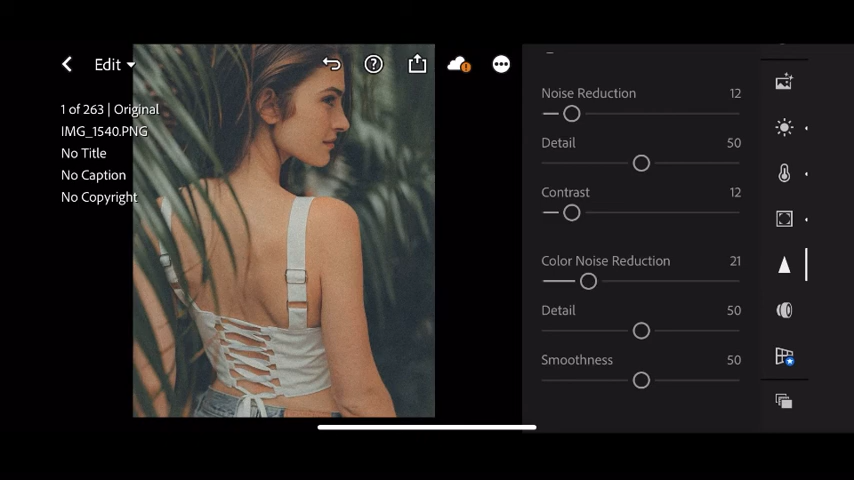 Edit
1 of 263 | Original
IMG_1540.PNG
No Title
No Caption
No Copyright
Noise Reduction 12
Detail 50
Contrast 12
Color Noise Reduction 21
Detail 50
Smoothness 50